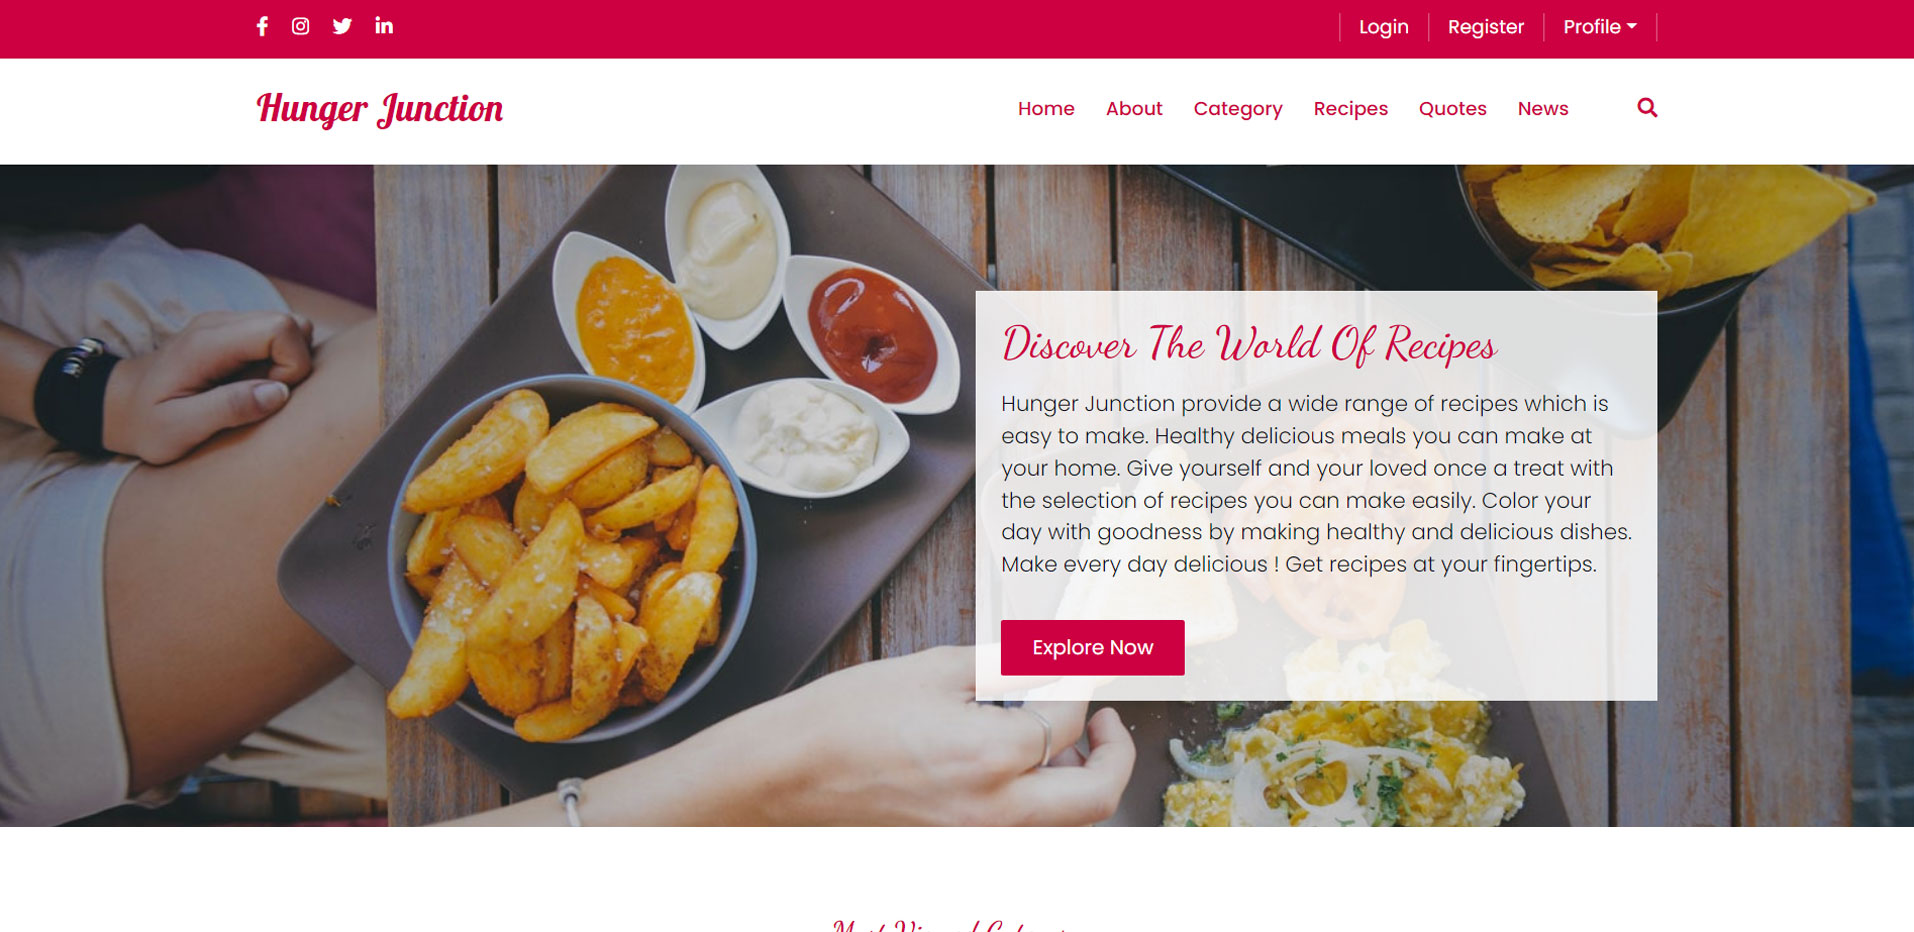 Login
Register
Profile
Hunger Junction
Home
About
Category
Recipes
Quotes
News
Discover The World Of Recipes
Hunger Junction provide a wide range of recipes which is
easy to make. Healthy delicious meals you can make at
your home. Give yourself and your loved once a treat with
the selection of recipes you can make easily. Color your
day with goodness by making healthy and delicious dishes.
Make every day delicious ! Get recipes at your fingertips.
Explore Now